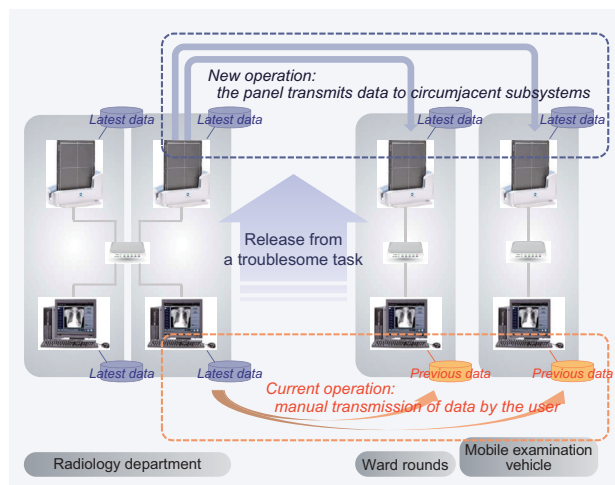 New operation:
the panel transmits data to circumjacent subsystems
Latest data
Latest data
Latest data
Latest data
Release from
a troublesome task
Latest data
Latest data
Previous data
Previous data
Current operation:
manual transmission of data by the user
Radiology department
Ward rounds
Mobile examination
vehicle